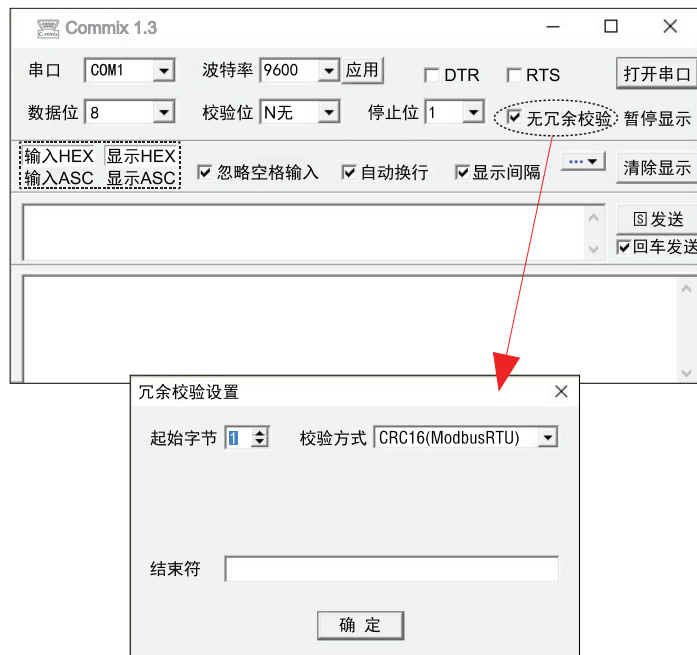 Commix 1.3
串口 COM1 波特率 9600 应用 DTR RTS 打开串口
数据位 8 校验位 N无 停止位 1 无冗余校验 暂停显示
输入HEX 显示HEX
输入ASC 显示ASC 忽略空格输入 自动换行 显示间隔 ... 清除显示
S发送
回车发送
冗余校验设置
起始字节 1 校验方式 CRC16(ModbusRTU)
结束符
确 定